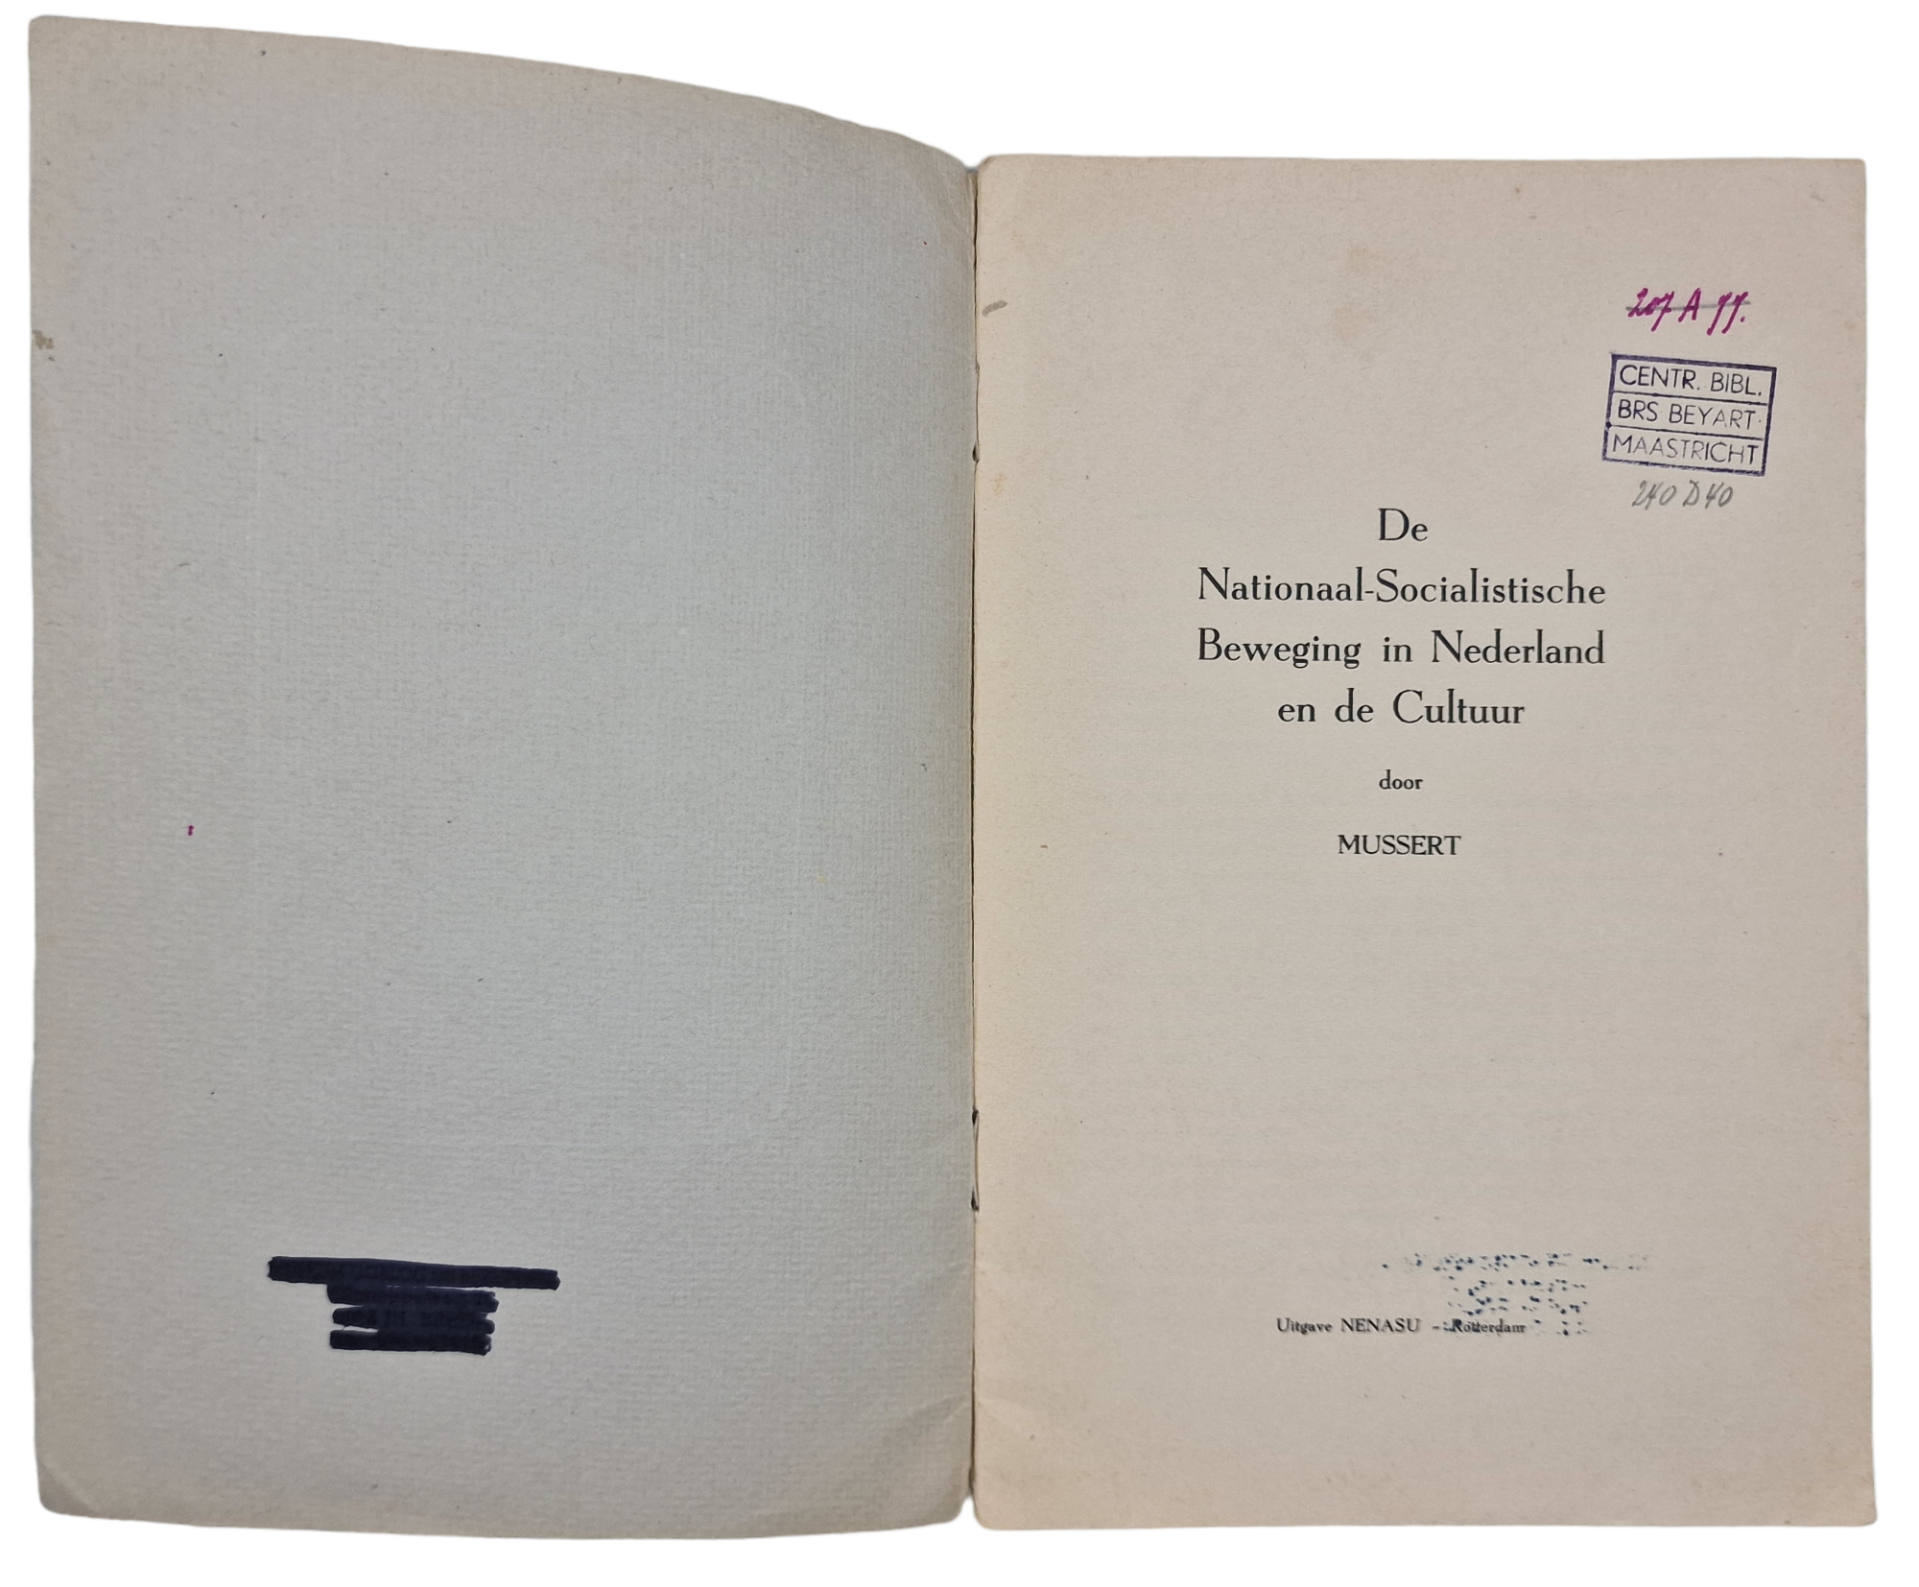 207 A 77.
CENTR. BIBL.
BRS BEYART
MAASTRICHT
240 D 40
De
Nationaal-Socialistische
Beweging in Nederland
en de Cultuur
door
MUSSERT
Uitgave NENASU - Rotterdam